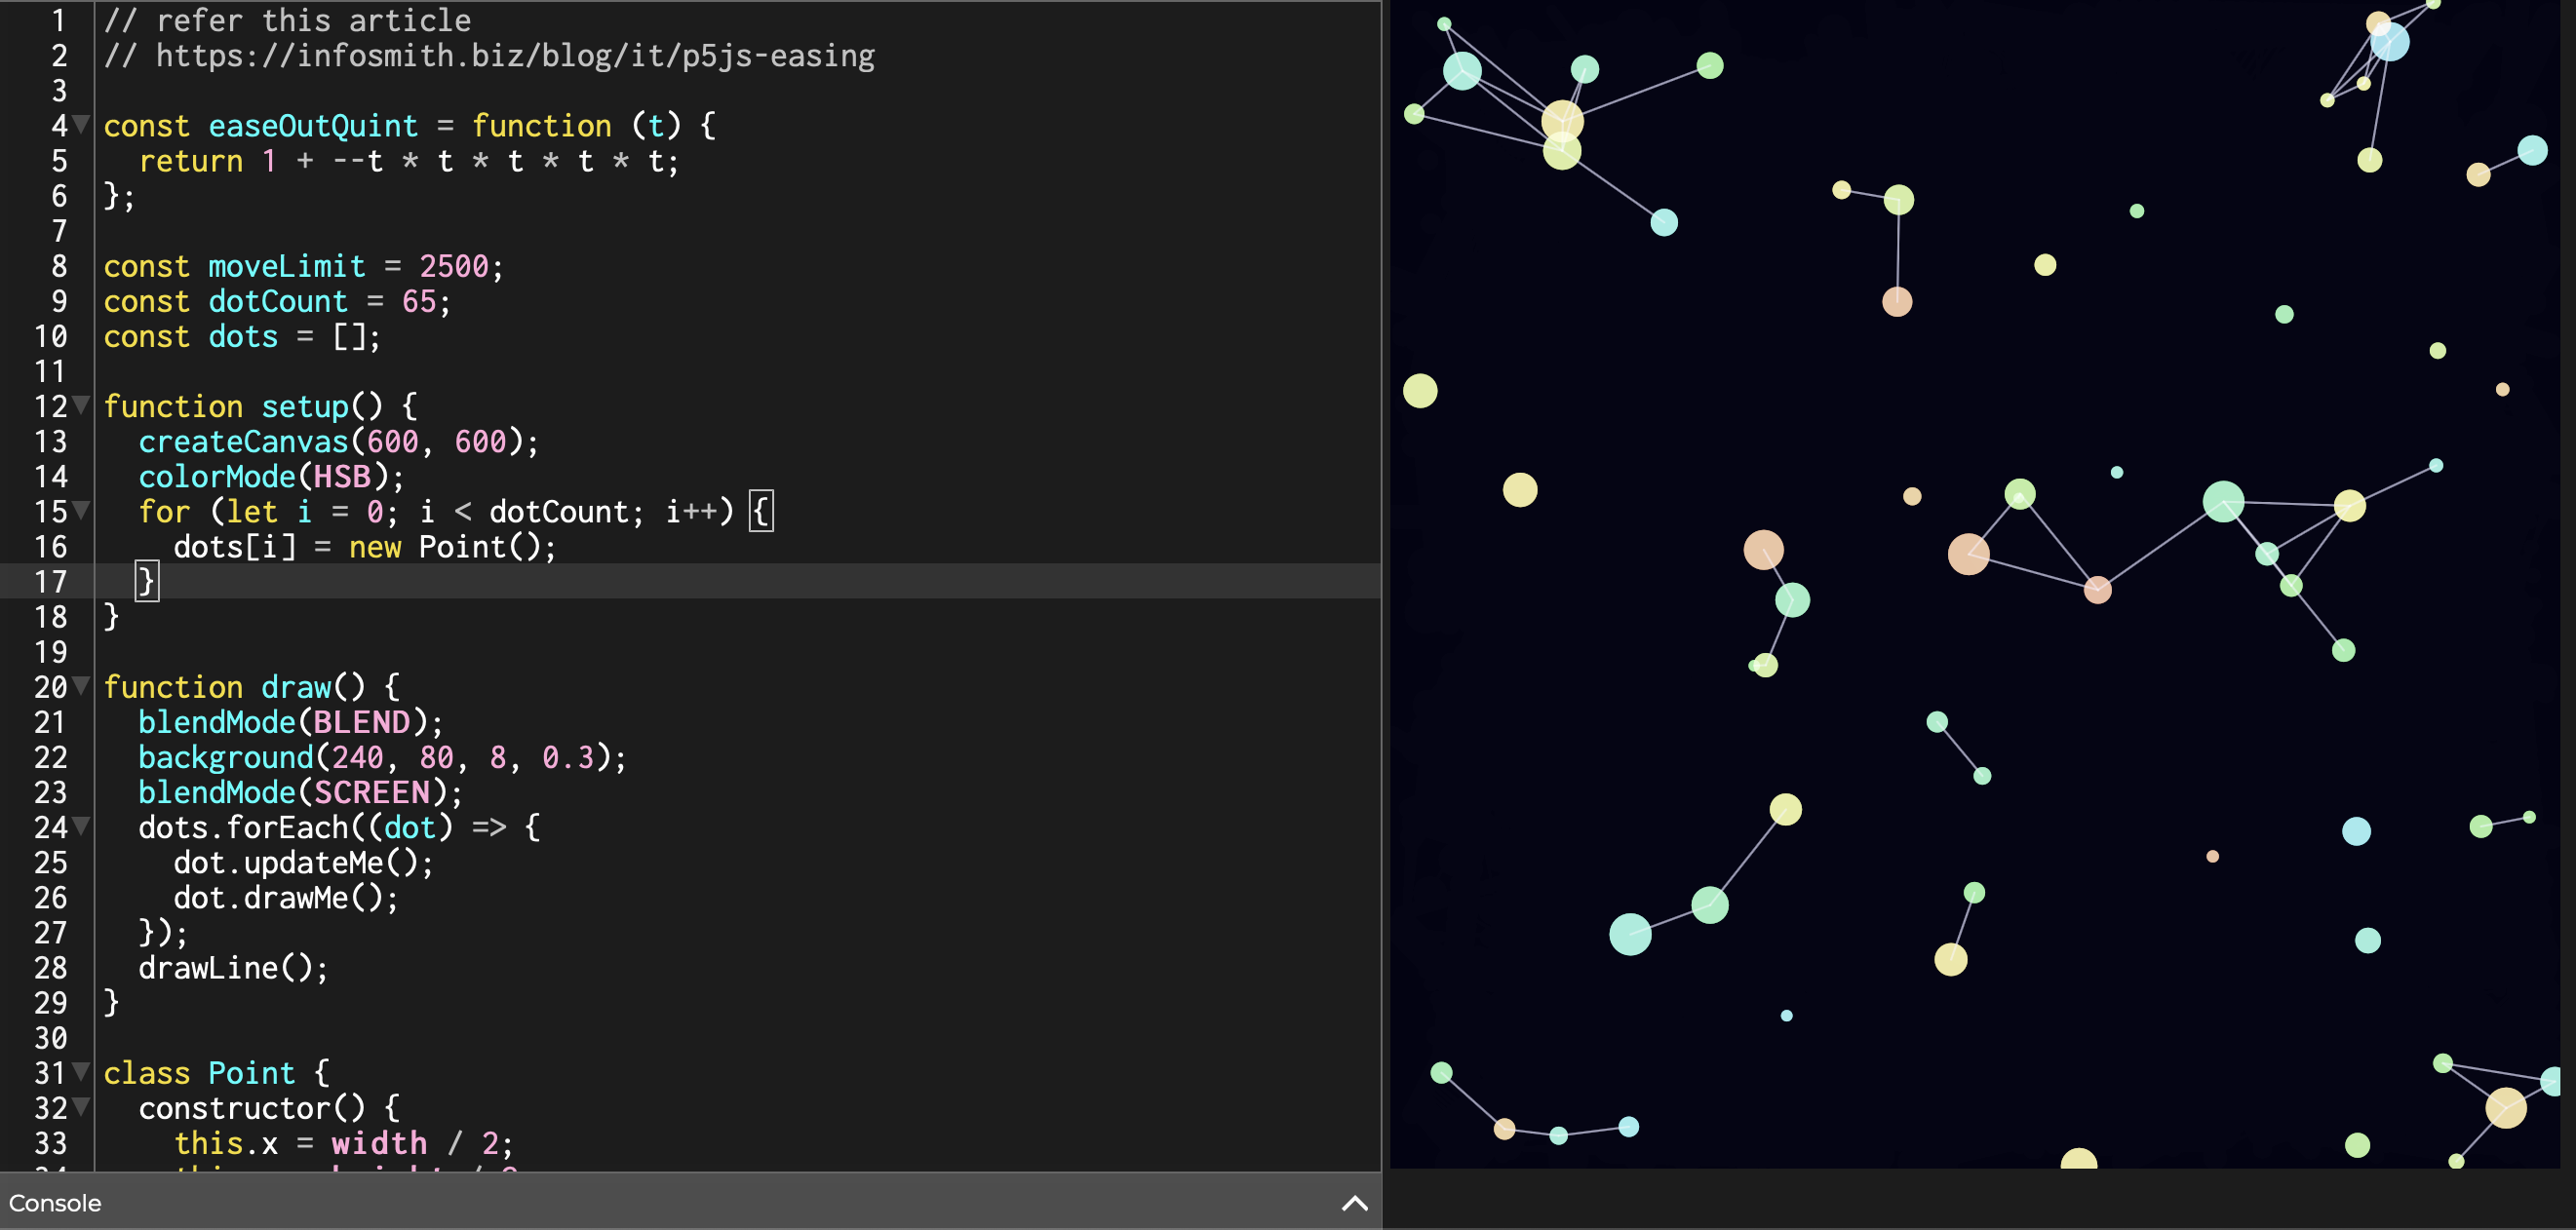 1 // refer this article
2 // https://infosmith.biz/blog/it/p5js-easing
3
4 const easeOutQuint = function (t) {
5   return 1 + --t * t * t * t * t;
6 };
7
8 const moveLimit = 2500;
9 const dotCount = 65;
10 const dots = [];
11
12 function setup() {
13   createCanvas(600, 600);
14   colorMode(HSB);
15   for (let i = 0; i < dotCount; i++) {
16     dots[i] = new Point();
17   }
18 }
19
20 function draw() {
21   blendMode(BLEND);
22   background(240, 80, 8, 0.3);
23   blendMode(SCREEN);
24   dots.forEach((dot) => {
25     dot.updateMe();
26     dot.drawMe();
27   });
28   drawLine();
29 }
30
31 class Point {
32   constructor() {
33     this.x = width / 2;
Console